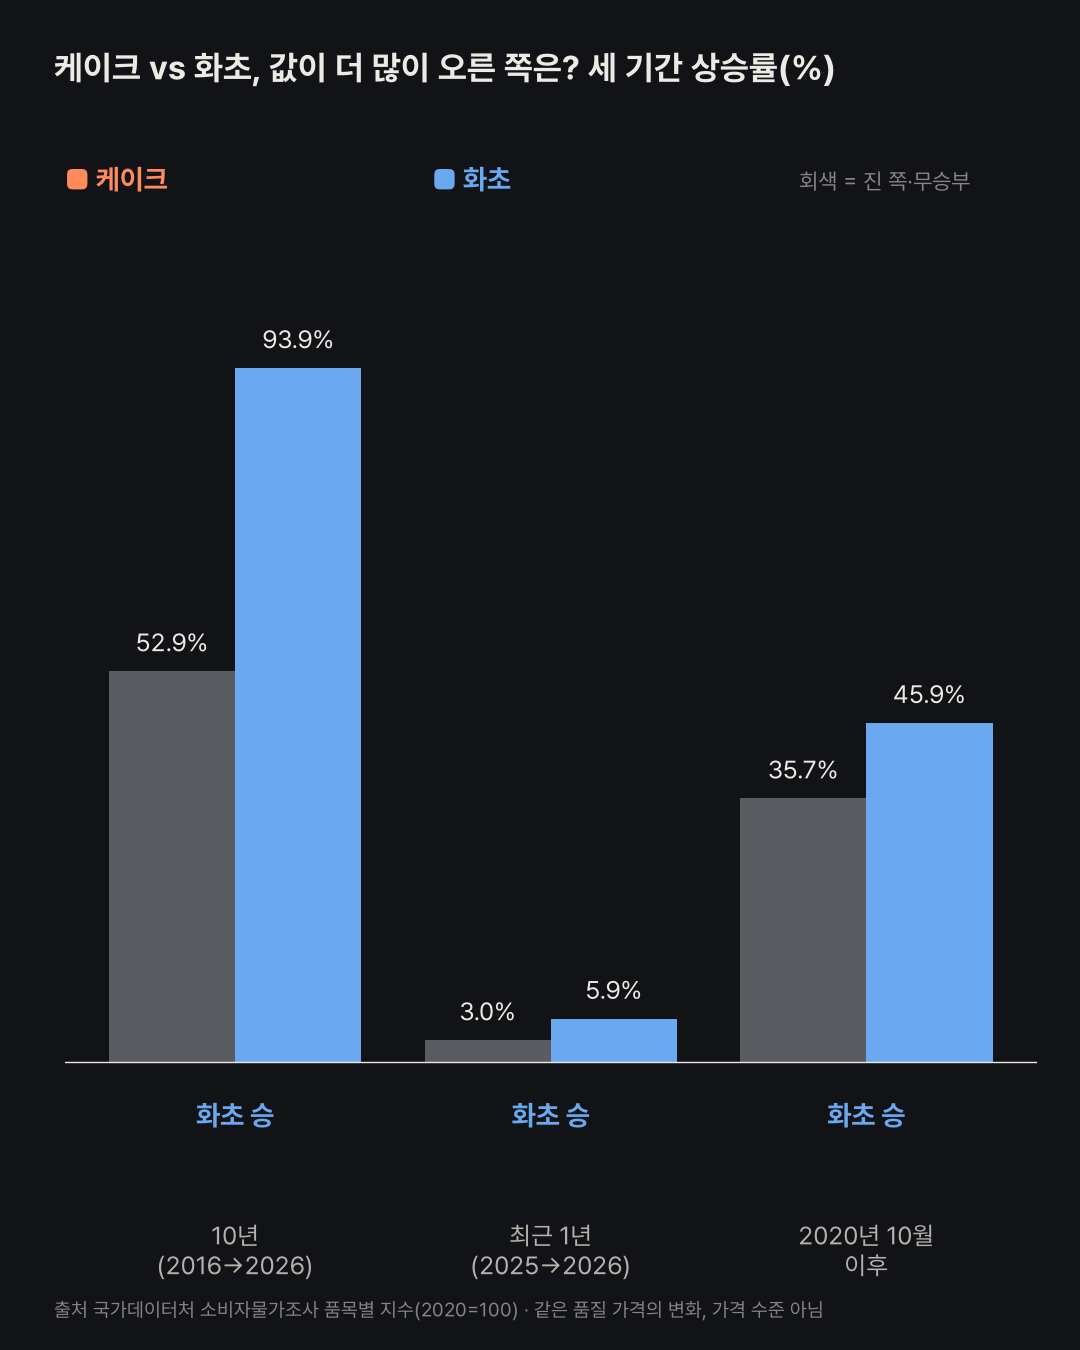 케이크 vs 화초, 값이 더 많이 오른 쪽은? 세 기간 상승률(%)
케이크
화초
회색 = 진 쪽·무승부
93.9%
52.9%
45.9%
35.7%
5.9%
3.0%
화초 승
화초 승
화초 승
10년
(2016→2026)
최근 1년
(2025→2026)
2020년 10월
이후
출처 국가데이터처 소비자물가조사 품목별 지수(2020=100) · 같은 품질 가격의 변화, 가격 수준 아님